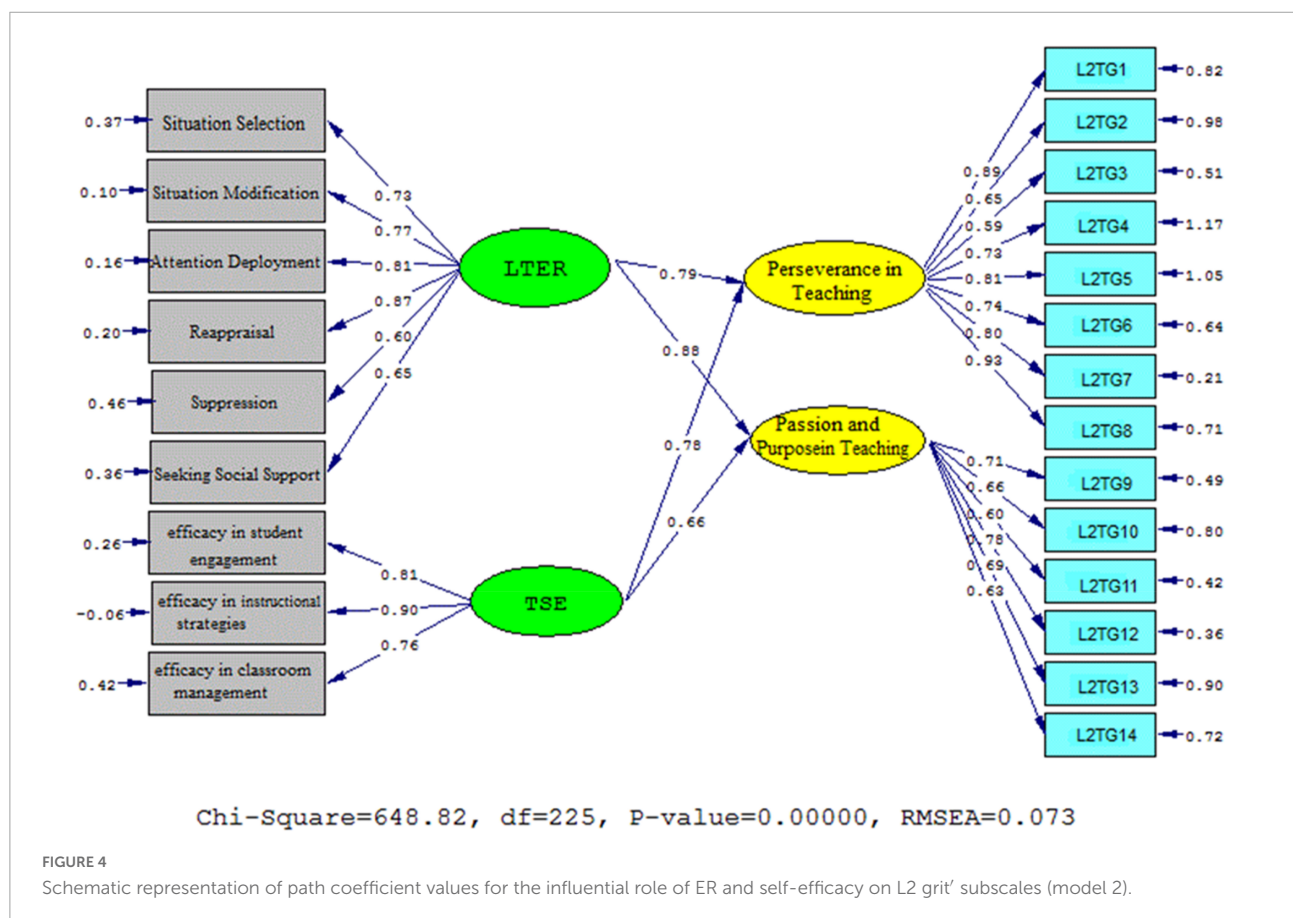 0.37
Situation Selection
0.10
Situation Modification
0.16
Attention Deployment
0.20
Reappraisal
0.46
Suppression
0.36
Seeking Social Support
0.26
efficacy in student
engagement
-0.06
efficacy in instructional
strategies
0.42
efficacy in classroom
management
0.73
0.77
0.81
0.87
0.60
0.65
0.81
0.90
0.76
LTER
TSE
0.79
0.88
0.78
0.66
Perseverance in
Teaching
Passion and
Purposein Teaching
0.89
0.65
0.59
0.73
0.81
0.74
0.80
0.93
0.71
0.66
0.60
0.78
0.69
0.63
L2TG1
0.82
L2TG2
0.98
L2TG3
0.51
L2TG4
1.17
L2TG5
1.05
L2TG6
0.64
L2TG7
0.21
L2TG8
0.71
L2TG9
0.49
L2TG10
0.80
L2TG11
0.42
L2TG12
0.36
L2TG13
0.90
L2TG14
0.72
Chi-Square=648.82, df=225, P-value=0.00000, RMSEA=0.073
FIGURE 4
Schematic representation of path coefficient values for the influential role of ER and self-efficacy on L2 grit′ subscales (model 2).